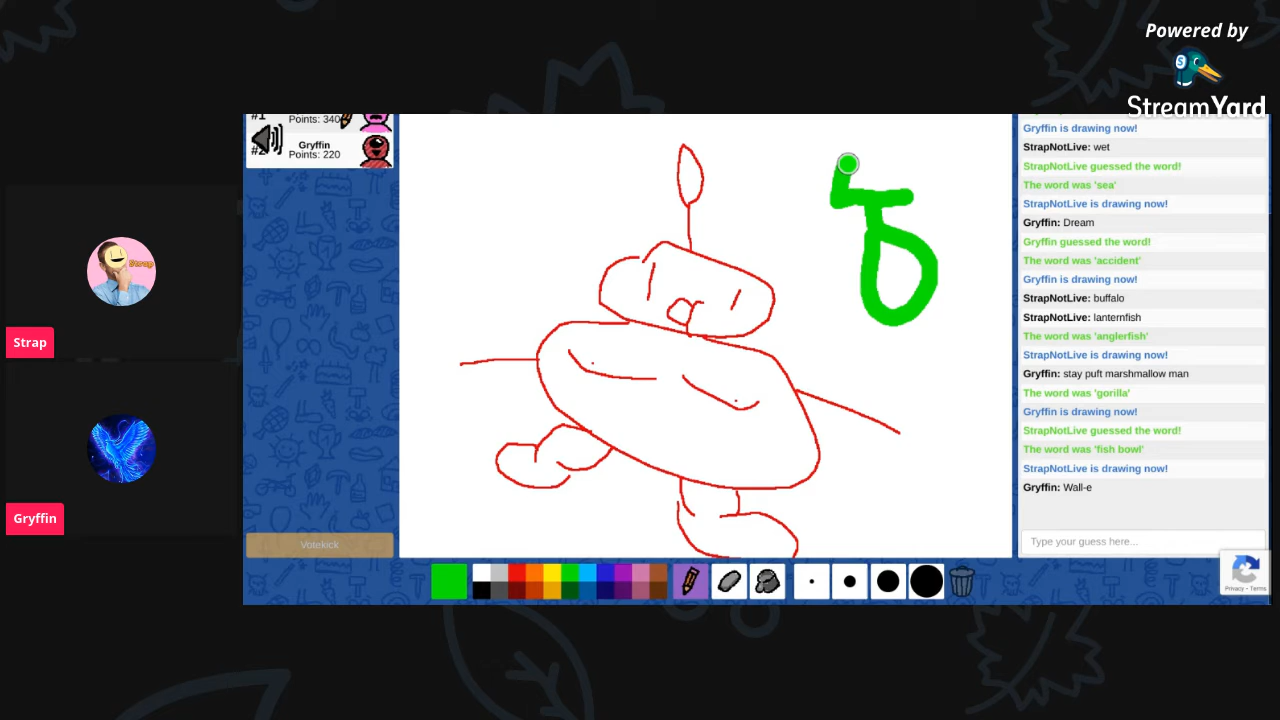 Powered by
StreamYard
#1
Points: 340
Gryffin
#2
Points: 220
Votekick
Strap
Strap
Gryffin
Gryffin is drawing now!
StrapNotLive: wet
StrapNotLive guessed the word!
The word was 'sea'
StrapNotLive is drawing now!
Gryffin: Dream
Gryffin guessed the word!
The word was 'accident'
Gryffin is drawing now!
StrapNotLive: buffalo
StrapNotLive: lanternfish
The word was 'anglerfish'
StrapNotLive is drawing now!
Gryffin: stay puft marshmallow man
The word was 'gorilla'
Gryffin is drawing now!
StrapNotLive guessed the word!
The word was 'fish bowl'
StrapNotLive is drawing now!
Gryffin: Wall-e
Type your guess here...
Privacy - Terms